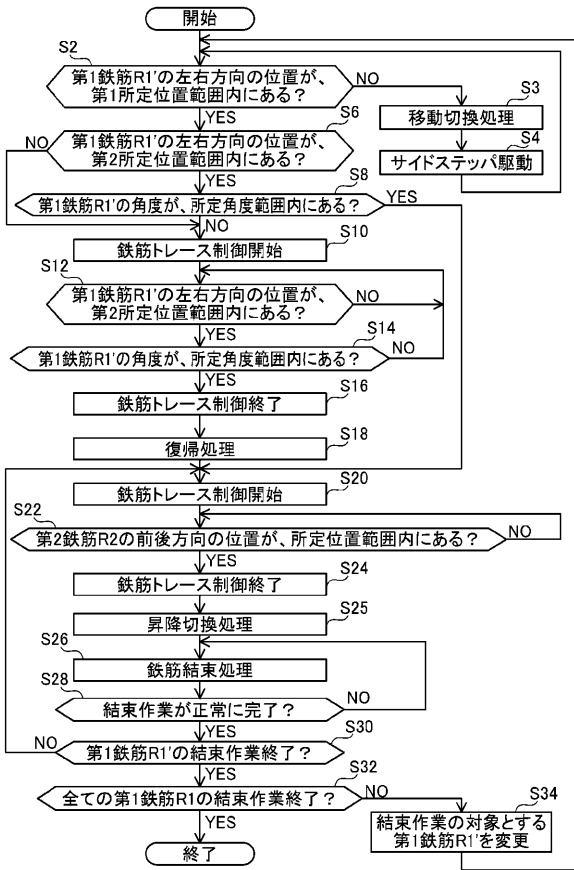 開始
S2
第1鉄筋R1'の左右方向の位置が、
第1所定位置範囲内にある?
NO
YES
S3
移動切換処理
S4
サイドステッパ駆動
S6
第1鉄筋R1'の左右方向の位置が、
第2所定位置範囲内にある?
NO
YES
S8
第1鉄筋R1'の角度が、所定角度範囲内にある?
YES
NO
S10
鉄筋トレース制御開始
S12
第1鉄筋R1'の左右方向の位置が、
第2所定位置範囲内にある?
NO
YES
S14
第1鉄筋R1'の角度が、所定角度範囲内にある?
NO
YES
S16
鉄筋トレース制御終了
S18
復帰処理
S20
鉄筋トレース制御開始
S22
第2鉄筋R2の前後方向の位置が、所定位置範囲内にある?
NO
YES
S24
鉄筋トレース制御終了
S25
昇降切換処理
S26
鉄筋結束処理
S28
結束作業が正常に完了?
NO
YES
S30
第1鉄筋R1'の結束作業終了?
NO
YES
S32
全ての第1鉄筋R1の結束作業終了?
NO
YES
S34
結束作業の対象とする
第1鉄筋R1'を変更
終了